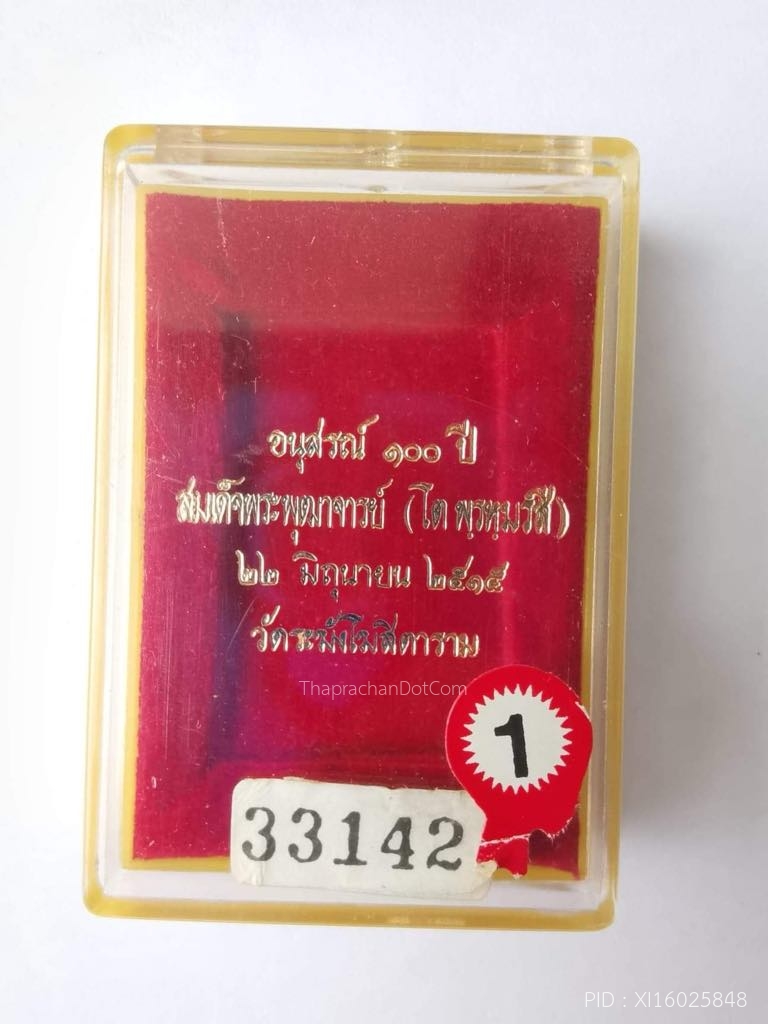 อนุสรณ์ ๑๐๐ ปี
สมเด็จพระพุฒาจารย์ (โต พฺรหฺมรํสี)
๒๒ มิถุนายน ๒๕๑๕
วัดระฆังโฆสิตาราม
ThaprachanDotCom
1
33142
PID : XI16025848